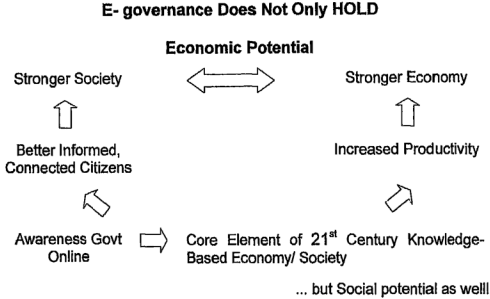 E- governance Does Not Only HOLD
Economic Potential
Stronger Society
Stronger Economy
Better Informed,
Connected Citizens
Increased Productivity
Awareness Govt
Online
Core Element of 21st Century Knowledge-
Based Economy/ Society
... but Social potential as well!